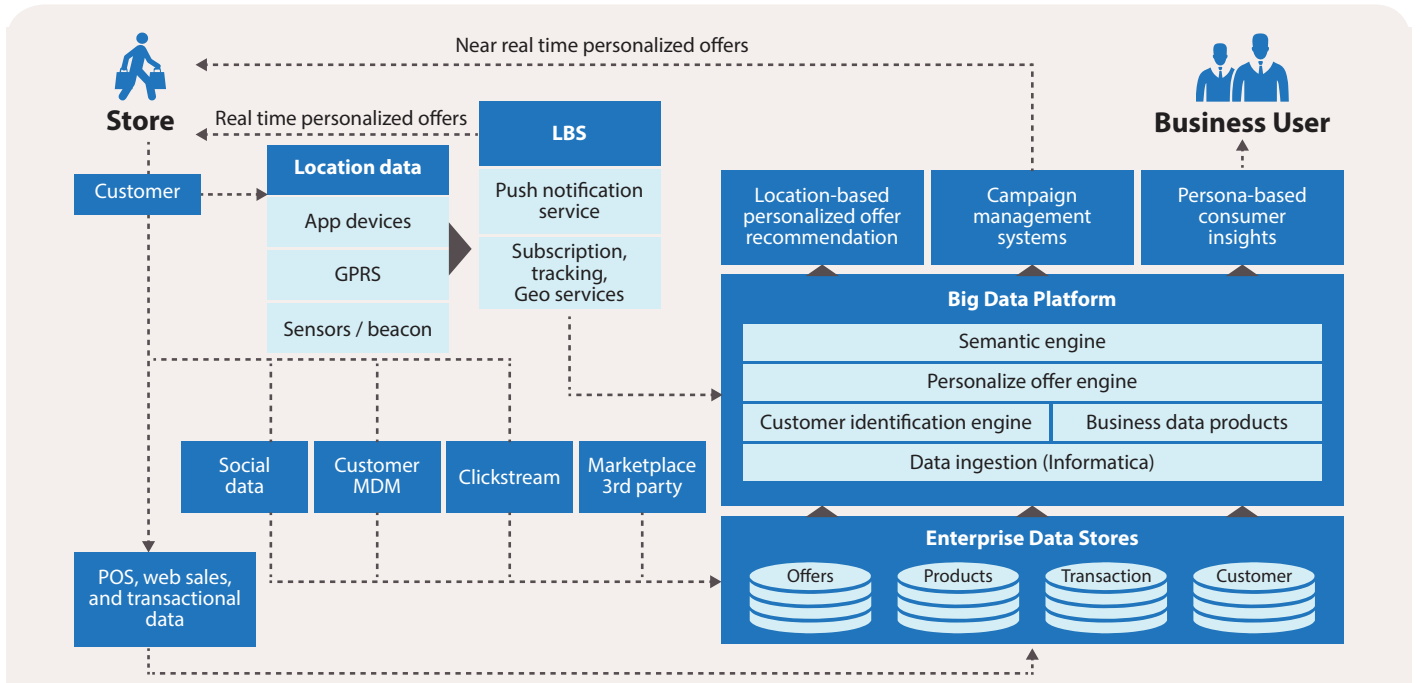 Near real time personalized offers
Store
Business User
Real time personalized offers
LBS
Location data
Customer
Push notification
service
App devices
Subscription,
tracking,
Geo services
GPRS
Sensors / beacon
Location-based
personalized offer
recommendation
Campaign
management
systems
Persona-based
consumer
insights
Big Data Platform
Semantic engine
Personalize offer engine
Customer identification engine
Business data products
Data ingestion (Informatica)
Social
data
Customer
MDM
Clickstream
Marketplace
3rd party
Enterprise Data Stores
Offers
Products
Transaction
Customer
POS, web sales,
and transactional
data